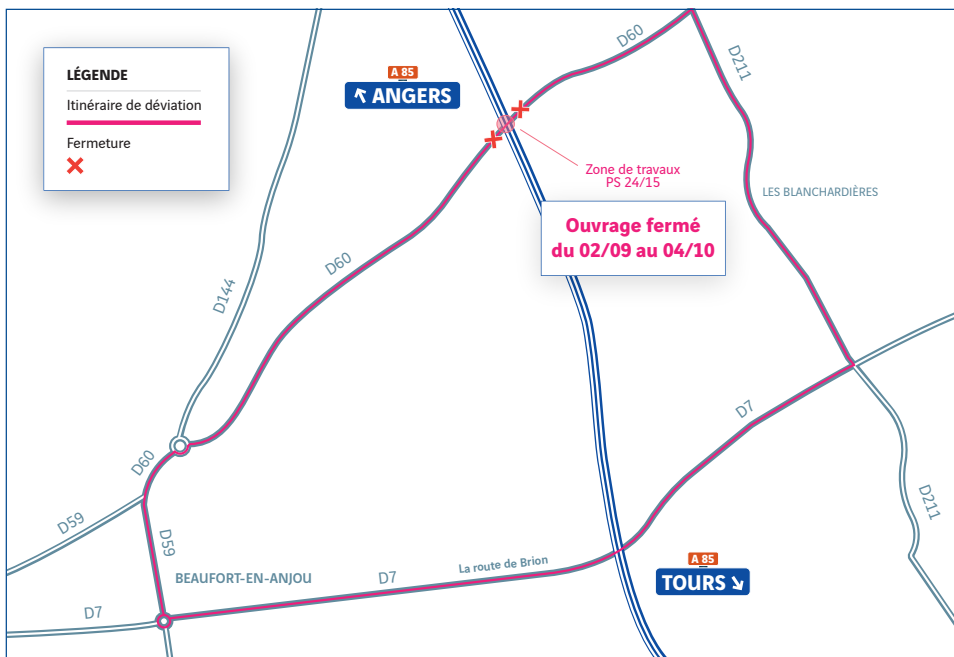 LÉGENDE
Itinéraire de déviation
Fermeture
A 85
ANGERS
D60
D211
Zone de travaux
PS 24/15
LES BLANCHARDIÈRES
Ouvrage fermé
du 02/09 au 04/10
D60
D144
D7
D60
D59
D59
D211
BEAUFORT-EN-ANJOU
D7
La route de Brion
A 85
TOURS
D7